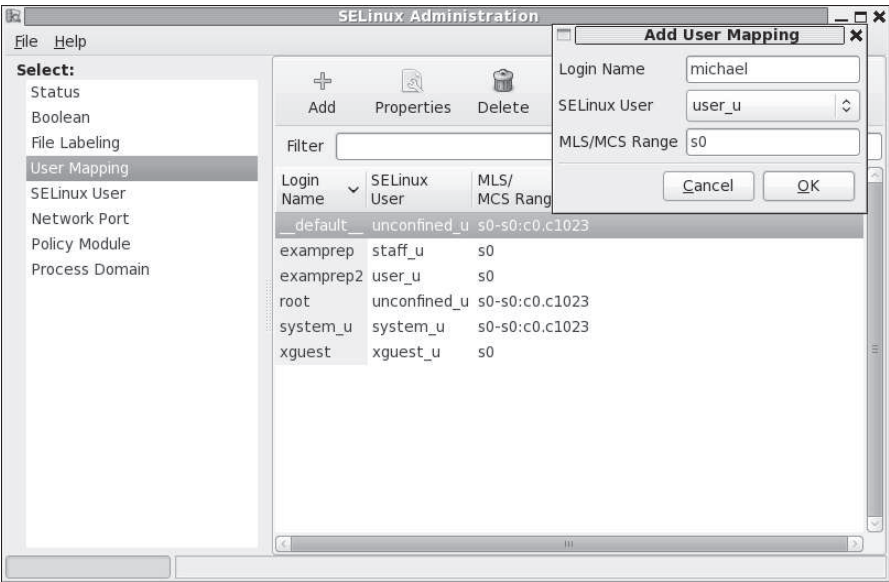 SELinux Administration
File Help
Select:
Status
Boolean
File Labeling
User Mapping
SELinux User
Network Port
Policy Module
Process Domain
Add Properties Delete
Filter
Login Name SELinux User MLS/ MCS Rang
__default__ unconfined_u s0-s0:c0.c1023
examprep staff_u s0
examprep2 user_u s0
root unconfined_u s0-s0:c0.c1023
system_u system_u s0-s0:c0.c1023
xguest xguest_u s0
Add User Mapping
Login Name michael
SELinux User user_u
MLS/MCS Range s0
Cancel OK